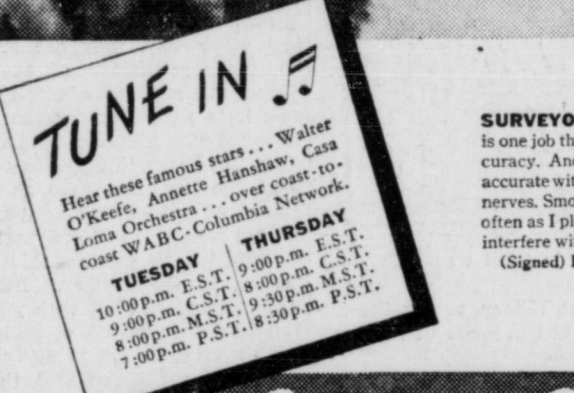 TUNE IN
Hear these famous stars... Walter
O'Keefe, Annette Hanshaw, Casa
Loma Orchestra... over coast-to-
coast WABC-Columbia Network.
TUESDAY
10:00 p.m. E.S.T.
9:00 p.m. C.S.T.
8:00 p.m. M.S.T.
7:00 p.m. P.S.T.
THURSDAY
9:00 p.m. E.S.T.
8:00 p.m. C.S.T.
9:30 p.m. M.S.T.
8:30 p.m. P.S.T.
SURVEYO
is one job th
curacy. And
accurate wit
nerves. Smo
often as I pl
interfere wi
(Signed)